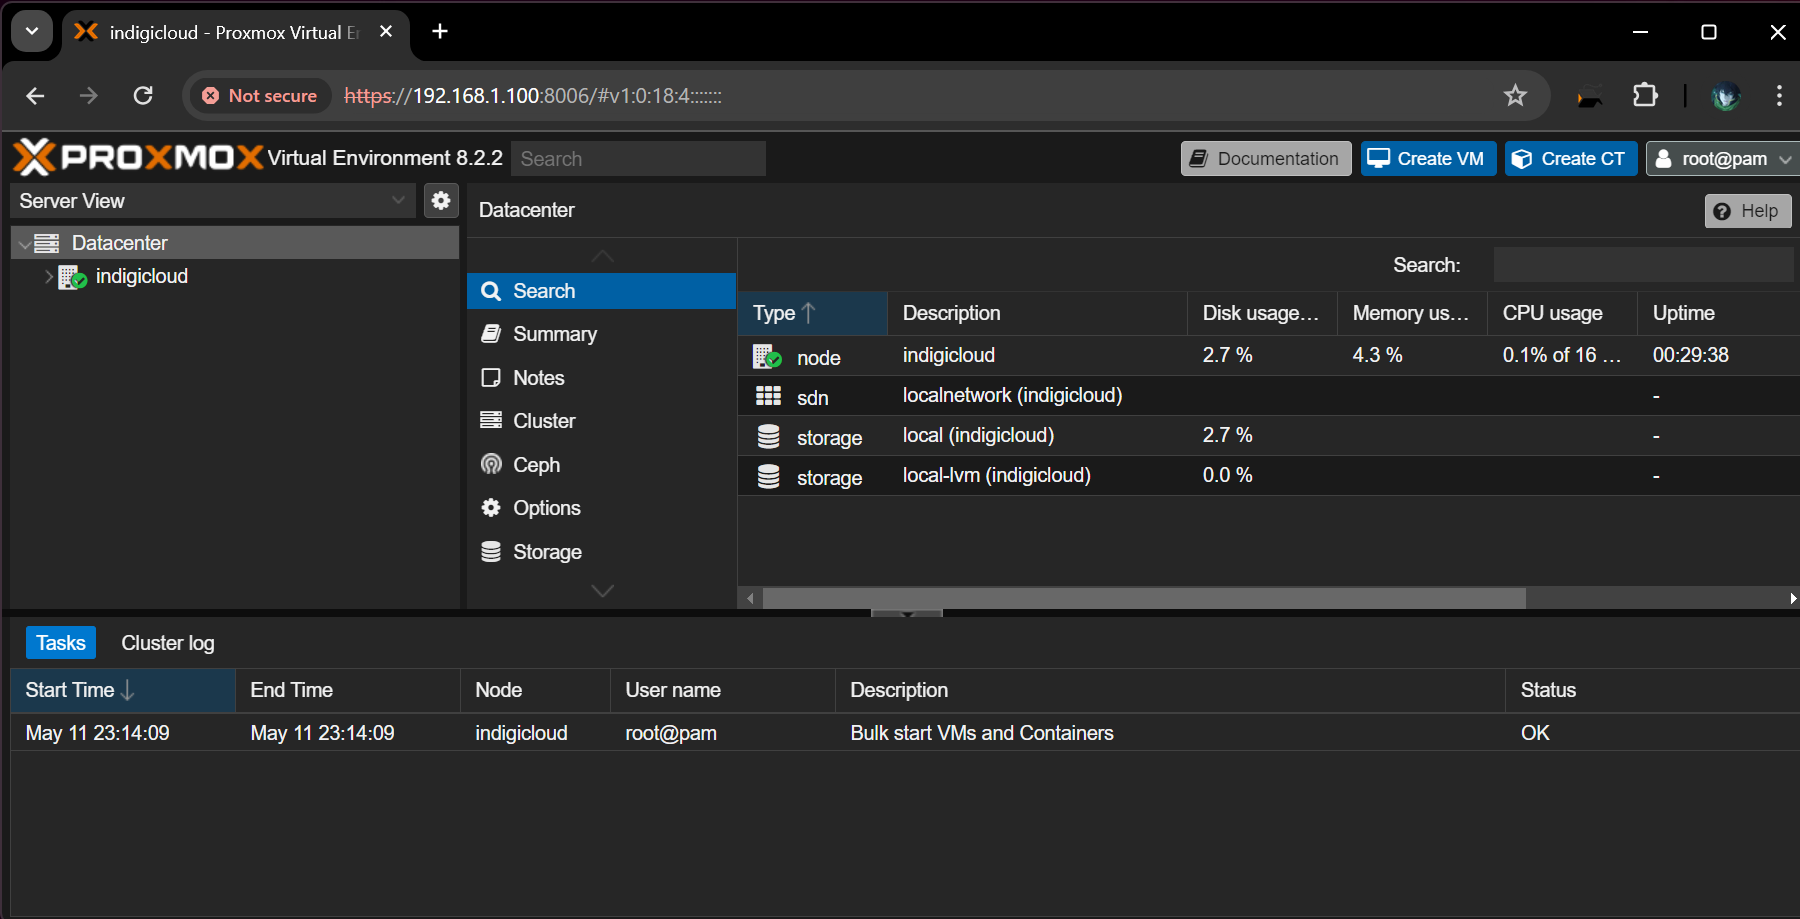 indigicloud - Proxmox Virtual En
Not secure https://192.168.1.100:8006/#v1:0:18:4:::::::
PROXMOX Virtual Environment 8.2.2 Search Documentation Create VM Create CT root@pam
Server View
Datacenter
Help
Datacenter
indigicloud
Search
Summary
Notes
Cluster
Ceph
Options
Storage
Search:
Type Description Disk usage... Memory us... CPU usage Uptime
node indigicloud 2.7 % 4.3 % 0.1% of 16 ... 00:29:38
sdn localnetwork (indigicloud) -
storage local (indigicloud) 2.7 % -
storage local-lvm (indigicloud) 0.0 % -
Tasks Cluster log
Start Time End Time Node User name Description Status
May 11 23:14:09 May 11 23:14:09 indigicloud root@pam Bulk start VMs and Containers OK